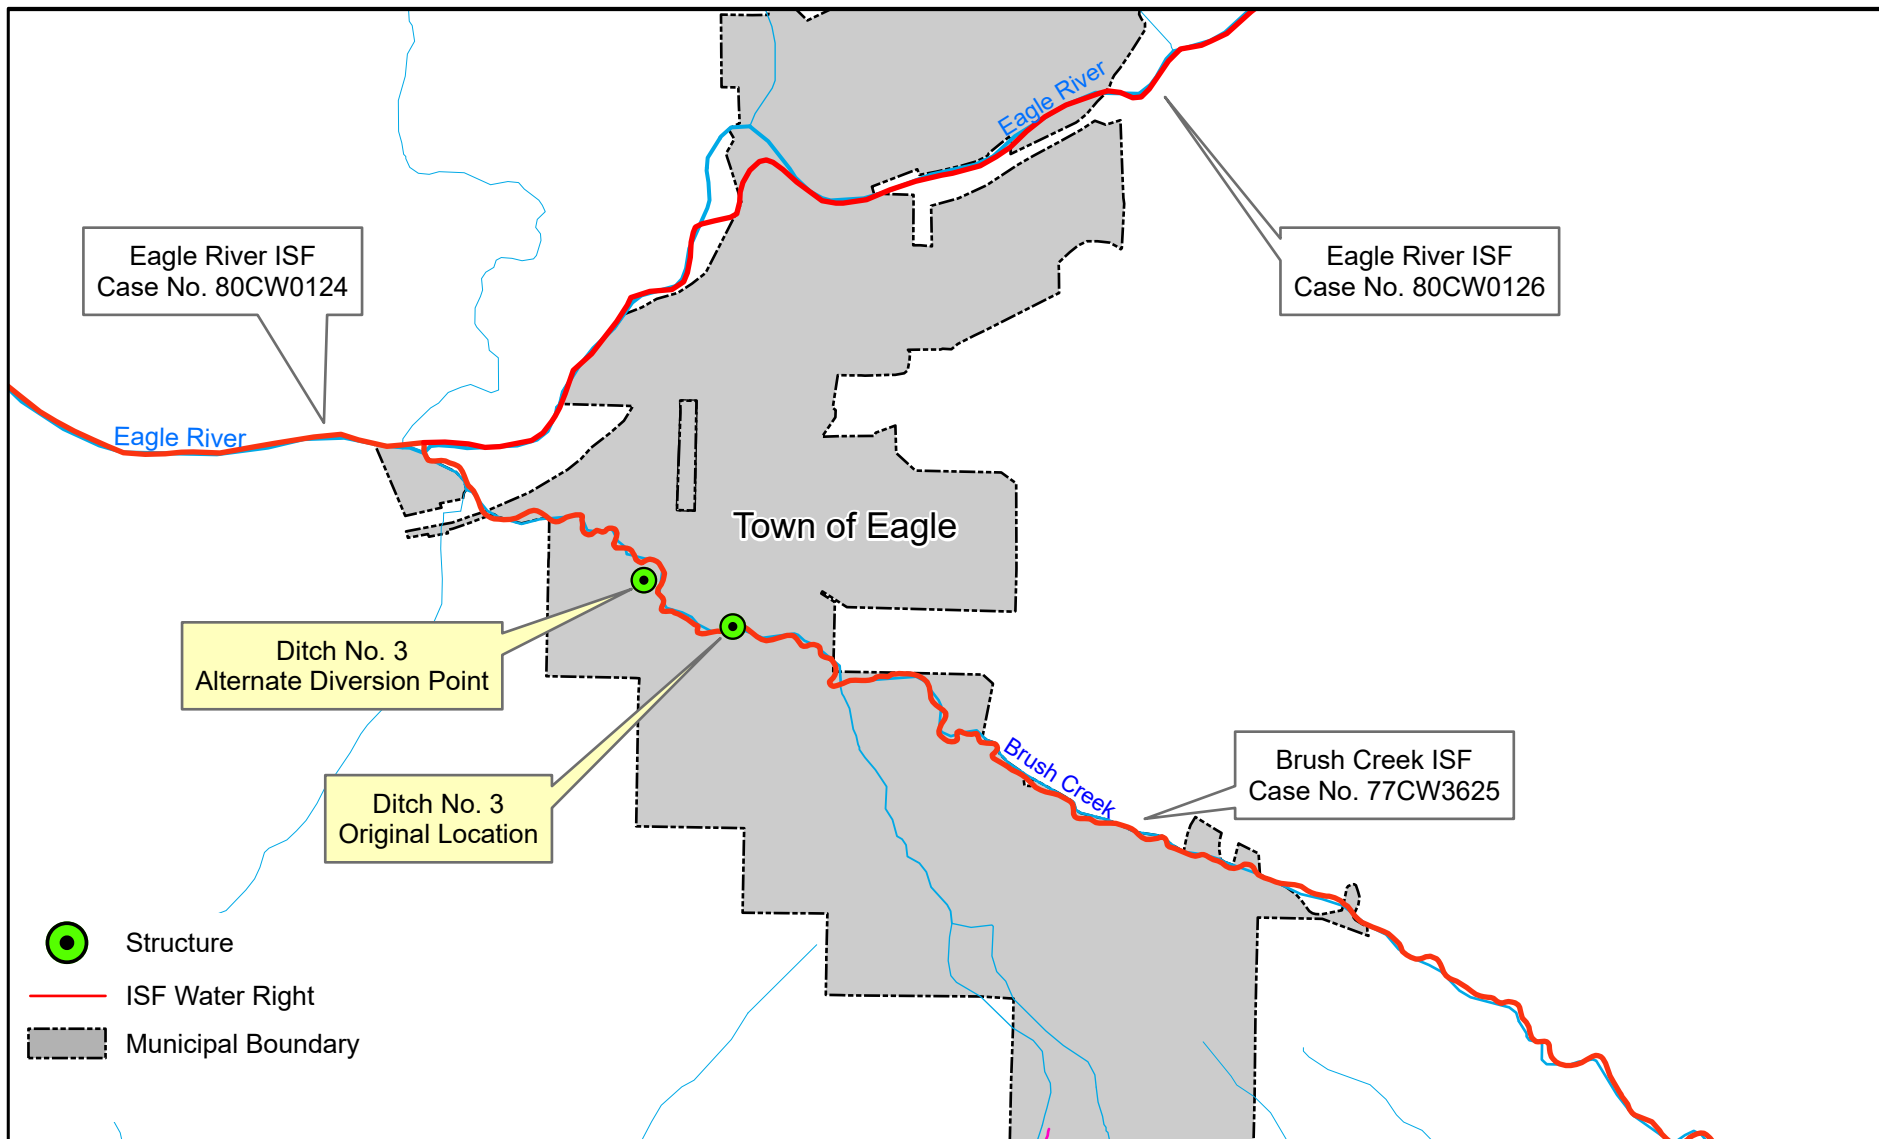 Eagle River
Eagle River ISF
Case No. 80CW0124
Eagle River ISF
Case No. 80CW0126
Eagle River
Town of Eagle
Ditch No. 3
Alternate Diversion Point
Ditch No. 3
Original Location
Brush Creek
Brush Creek ISF
Case No. 77CW3625
Structure
ISF Water Right
Municipal Boundary